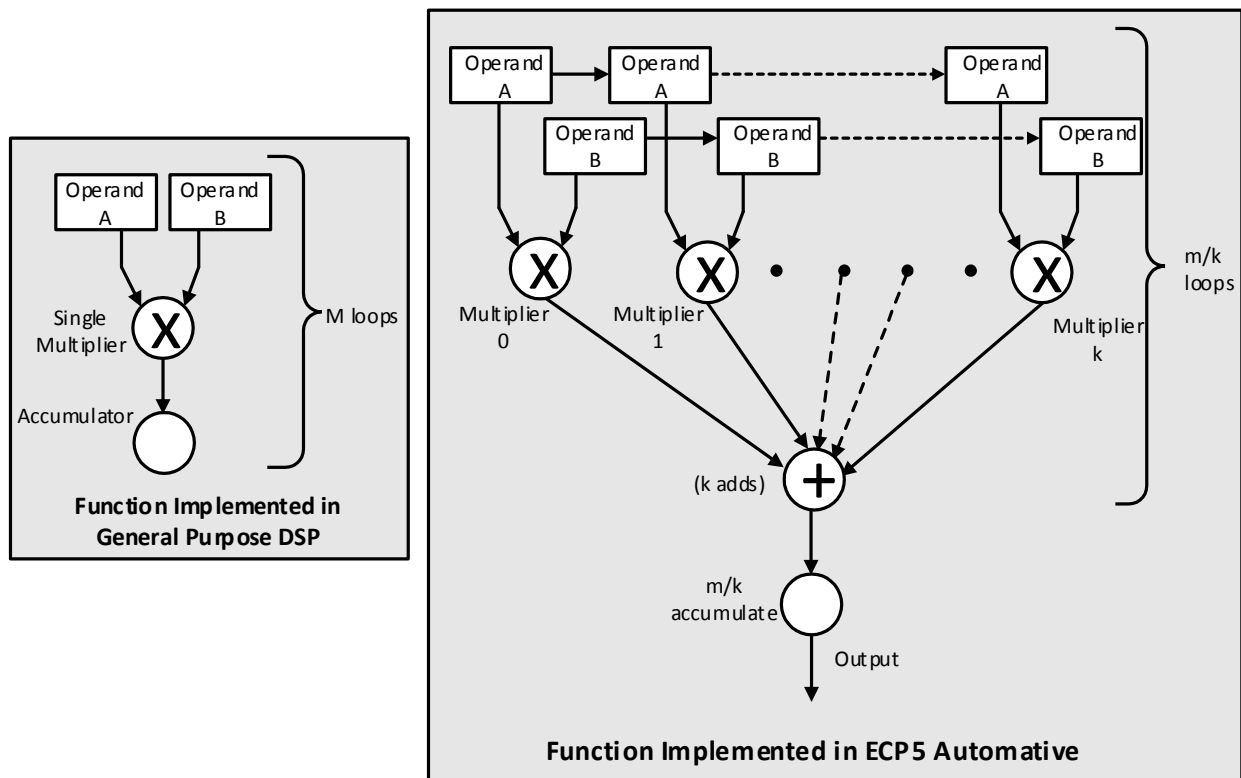 Operand
A
Operand
B
Single
Multiplier
X
M loops
Accumulator
Function Implemented in
General Purpose DSP
Operand
A
Operand
A
Operand
A
Operand
B
Operand
B
Operand
B
X
X
X
m/k
loops
Multiplier
0
Multiplier
1
Multiplier
k
(k adds)
+
m/k
accumulate
Output
Function Implemented in ECP5 Automative